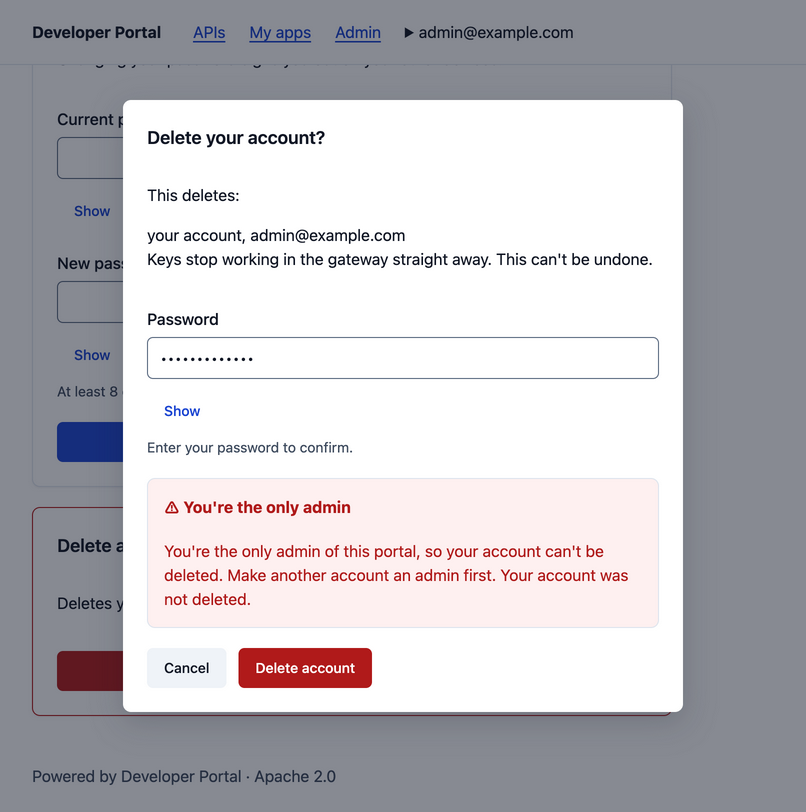 Developer Portal APIs My apps Admin ▶ admin@example.com
Current
Show
New pass
Show
At least 8
Delete
Deletes
Delete your account?
This deletes:
your account, admin@example.com
Keys stop working in the gateway straight away. This can't be undone.
Password
•••••••••••••
Show
Enter your password to confirm.
You're the only admin
You're the only admin of this portal, so your account can't be
deleted. Make another account an admin first. Your account was
not deleted.
Cancel Delete account
Powered by Developer Portal · Apache 2.0